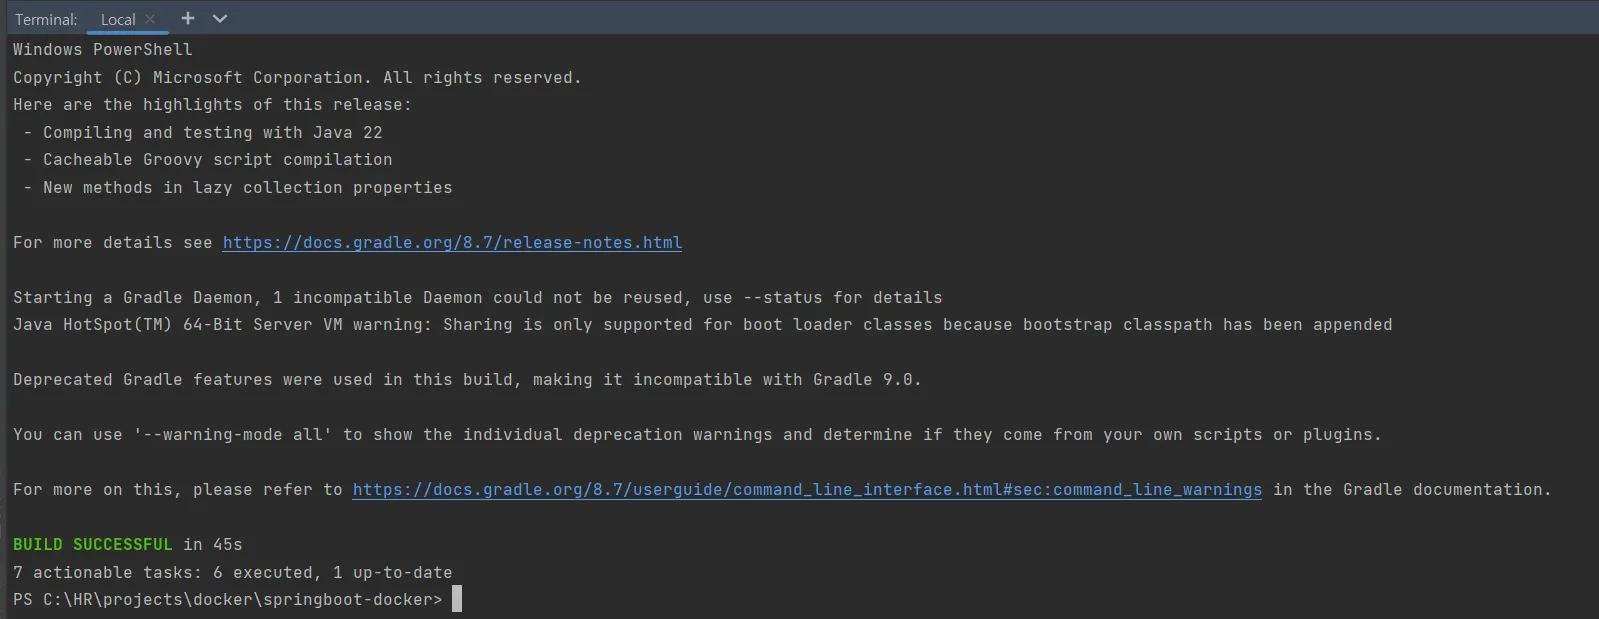 Terminal: Local × +
Windows PowerShell
Copyright (C) Microsoft Corporation. All rights reserved.
Here are the highlights of this release:
 - Compiling and testing with Java 22
 - Cacheable Groovy script compilation
 - New methods in lazy collection properties
For more details see https://docs.gradle.org/8.7/release-notes.html
Starting a Gradle Daemon, 1 incompatible Daemon could not be reused, use --status for details
Java HotSpot(TM) 64-Bit Server VM warning: Sharing is only supported for boot loader classes because bootstrap classpath has been appended
Deprecated Gradle features were used in this build, making it incompatible with Gradle 9.0.
You can use '--warning-mode all' to show the individual deprecation warnings and determine if they come from your own scripts or plugins.
For more on this, please refer to https://docs.gradle.org/8.7/userguide/command_line_interface.html#sec:command_line_warnings in the Gradle documentation.
BUILD SUCCESSFUL in 45s
7 actionable tasks: 6 executed, 1 up-to-date
PS C:\HR\projects\docker\springboot-docker>